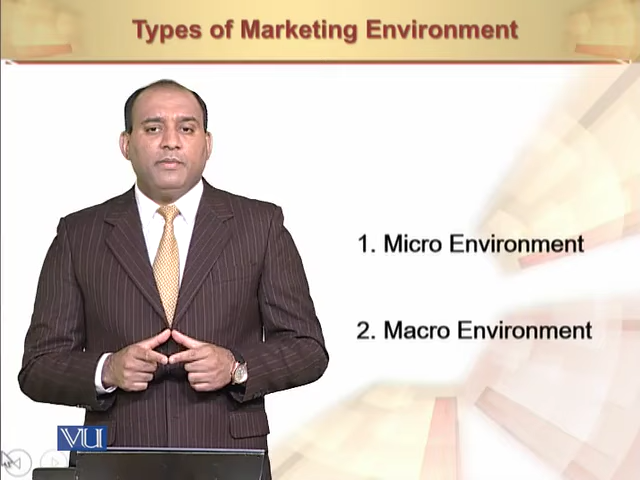 Types of Marketing Environment
1. Micro Environment
2. Macro Environment
VU